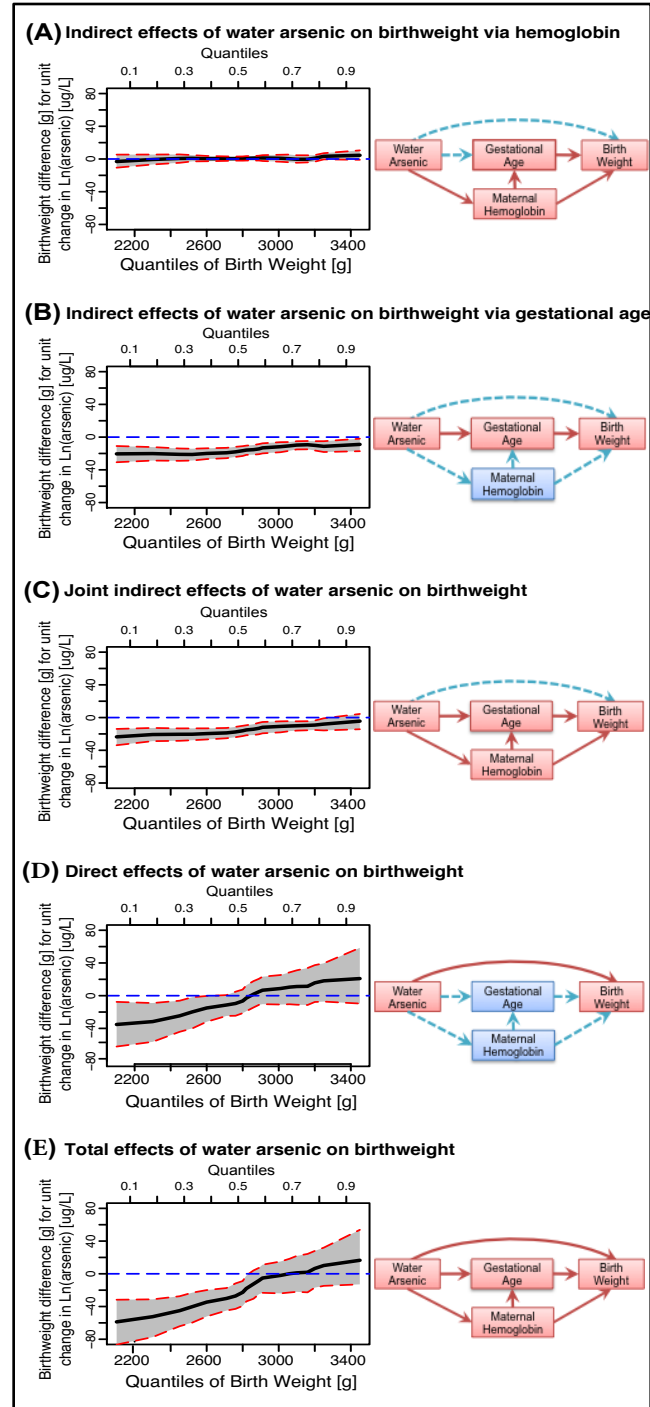 (A) Indirect effects of water arsenic on birthweight via hemoglobin
Quantiles
0.1 0.3 0.5 0.7 0.9
Birthweight difference [g] for unit
change in Ln(arsenic) [ug/L]
80
40
0
-40
-80
2200 2600 3000 3400
Quantiles of Birth Weight [g]
Water
Arsenic
Gestational
Age
Birth
Weight
Maternal
Hemoglobin
(B) Indirect effects of water arsenic on birthweight via gestational age
Quantiles
0.1 0.3 0.5 0.7 0.9
Birthweight difference [g] for unit
change in Ln(arsenic) [ug/L]
80
40
0
-40
-80
2200 2600 3000 3400
Quantiles of Birth Weight [g]
Water
Arsenic
Gestational
Age
Birth
Weight
Maternal
Hemoglobin
(C) Joint indirect effects of water arsenic on birthweight
Quantiles
0.1 0.3 0.5 0.7 0.9
Birthweight difference [g] for unit
change in Ln(arsenic) [ug/L]
80
40
0
-40
-80
2200 2600 3000 3400
Quantiles of Birth Weight [g]
Water
Arsenic
Gestational
Age
Birth
Weight
Maternal
Hemoglobin
(D) Direct effects of water arsenic on birthweight
Quantiles
0.1 0.3 0.5 0.7 0.9
Birthweight difference [g] for unit
change in Ln(arsenic) [ug/L]
80
40
0
-40
-80
2200 2600 3000 3400
Quantiles of Birth Weight [g]
Water
Arsenic
Gestational
Age
Birth
Weight
Maternal
Hemoglobin
(E) Total effects of water arsenic on birthweight
Quantiles
0.1 0.3 0.5 0.7 0.9
Birthweight difference [g] for unit
change in Ln(arsenic) [ug/L]
80
40
0
-40
-80
2200 2600 3000 3400
Quantiles of Birth Weight [g]
Water
Arsenic
Gestational
Age
Birth
Weight
Maternal
Hemoglobin